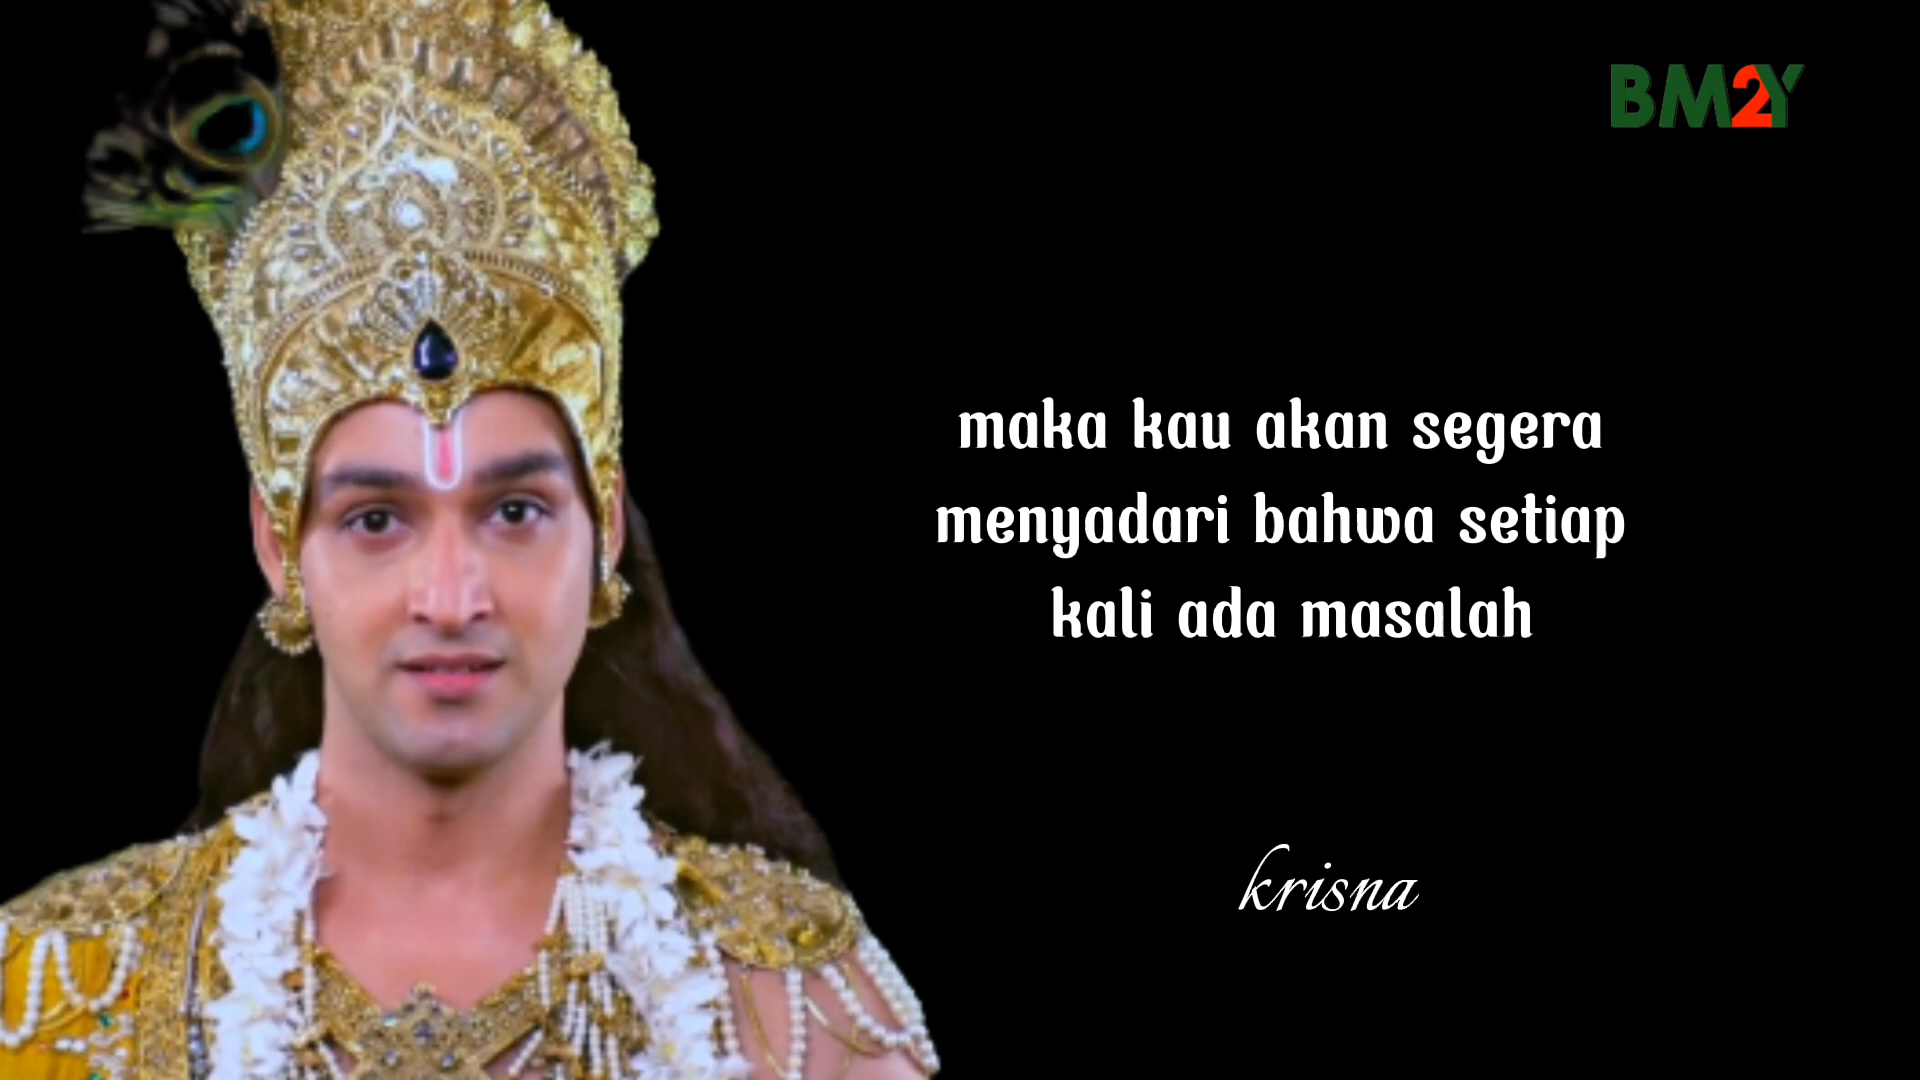 BM2Y
maka kau akan segera
menyadari bahwa setiap
kali ada masalah
krisna